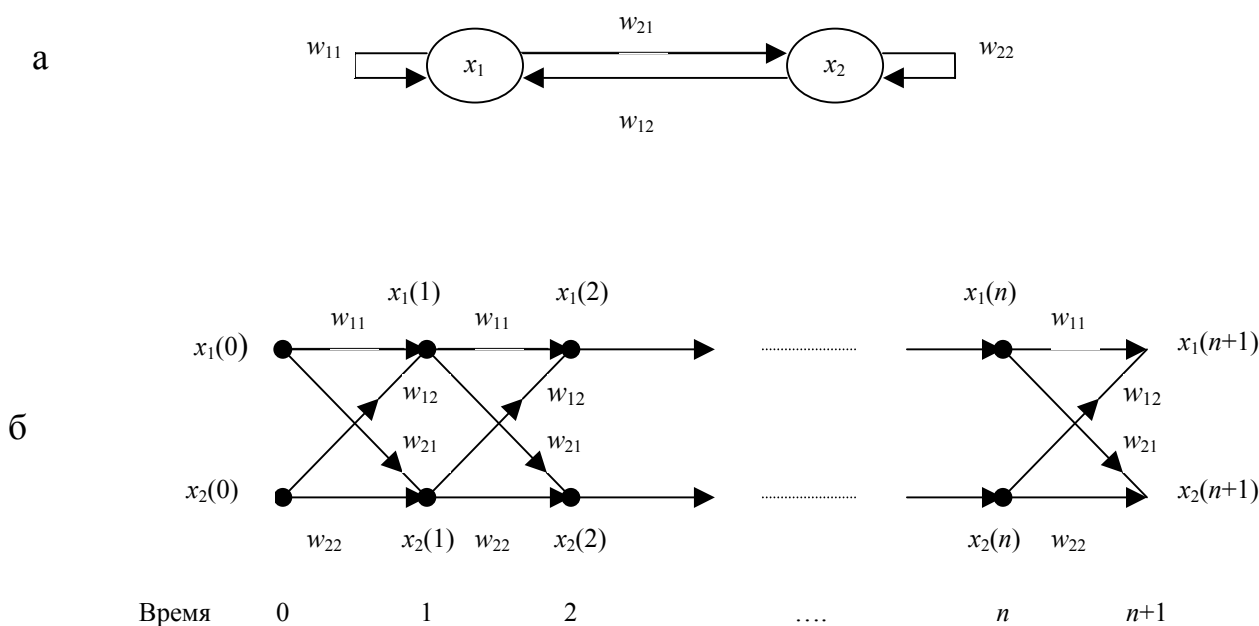 w21
а w11 x1 x2 w22
w12
x1(1) x1(2) x1(n)
w11 w11 w11
x1(0) x1(n+1)
w12 w12 w12
б
w21 w21 w21
x2(0) x2(n+1)
w22 x2(1) w22 x2(2) x2(n) w22
Время 0 1 2 …. n n+1